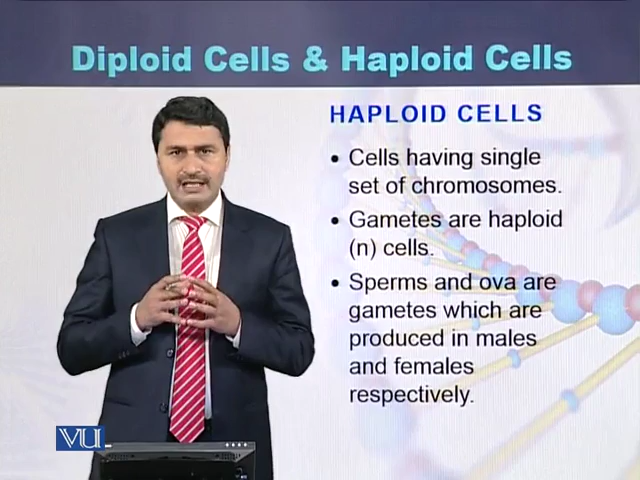 Diploid Cells & Haploid Cells
HAPLOID CELLS
• Cells having single
set of chromosomes.
• Gametes are haploid
(n) cells.
• Sperms and ova are
gametes which are
produced in males
and females
respectively.
VU